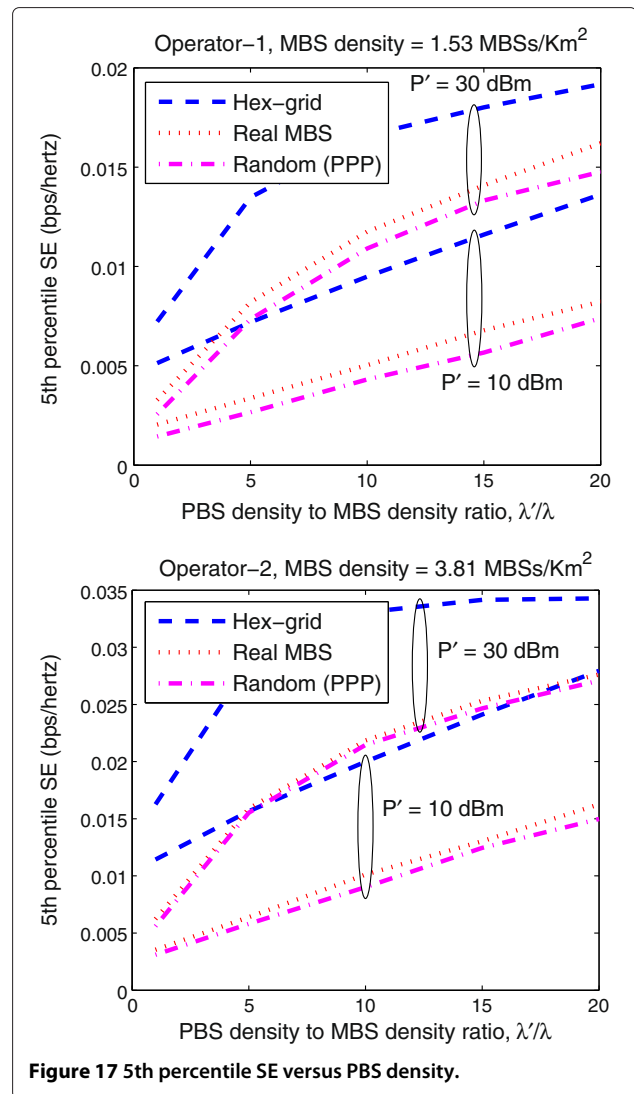 Operator-1, MBS density = 1.53 MBSs/Km²
0.02
0.015
0.01
0.005
0
5th percentile SE (bps/hertz)
Hex-grid
Real MBS
Random (PPP)
P′ = 30 dBm
P′ = 10 dBm
0 5 10 15 20
PBS density to MBS density ratio, λ′/λ
Operator-2, MBS density = 3.81 MBSs/Km²
0.035
0.03
0.025
0.02
0.015
0.01
0.005
0
5th percentile SE (bps/hertz)
Hex-grid
Real MBS
Random (PPP)
P′ = 30 dBm
P′ = 10 dBm
0 5 10 15 20
PBS density to MBS density ratio, λ′/λ
Figure 17 5th percentile SE versus PBS density.